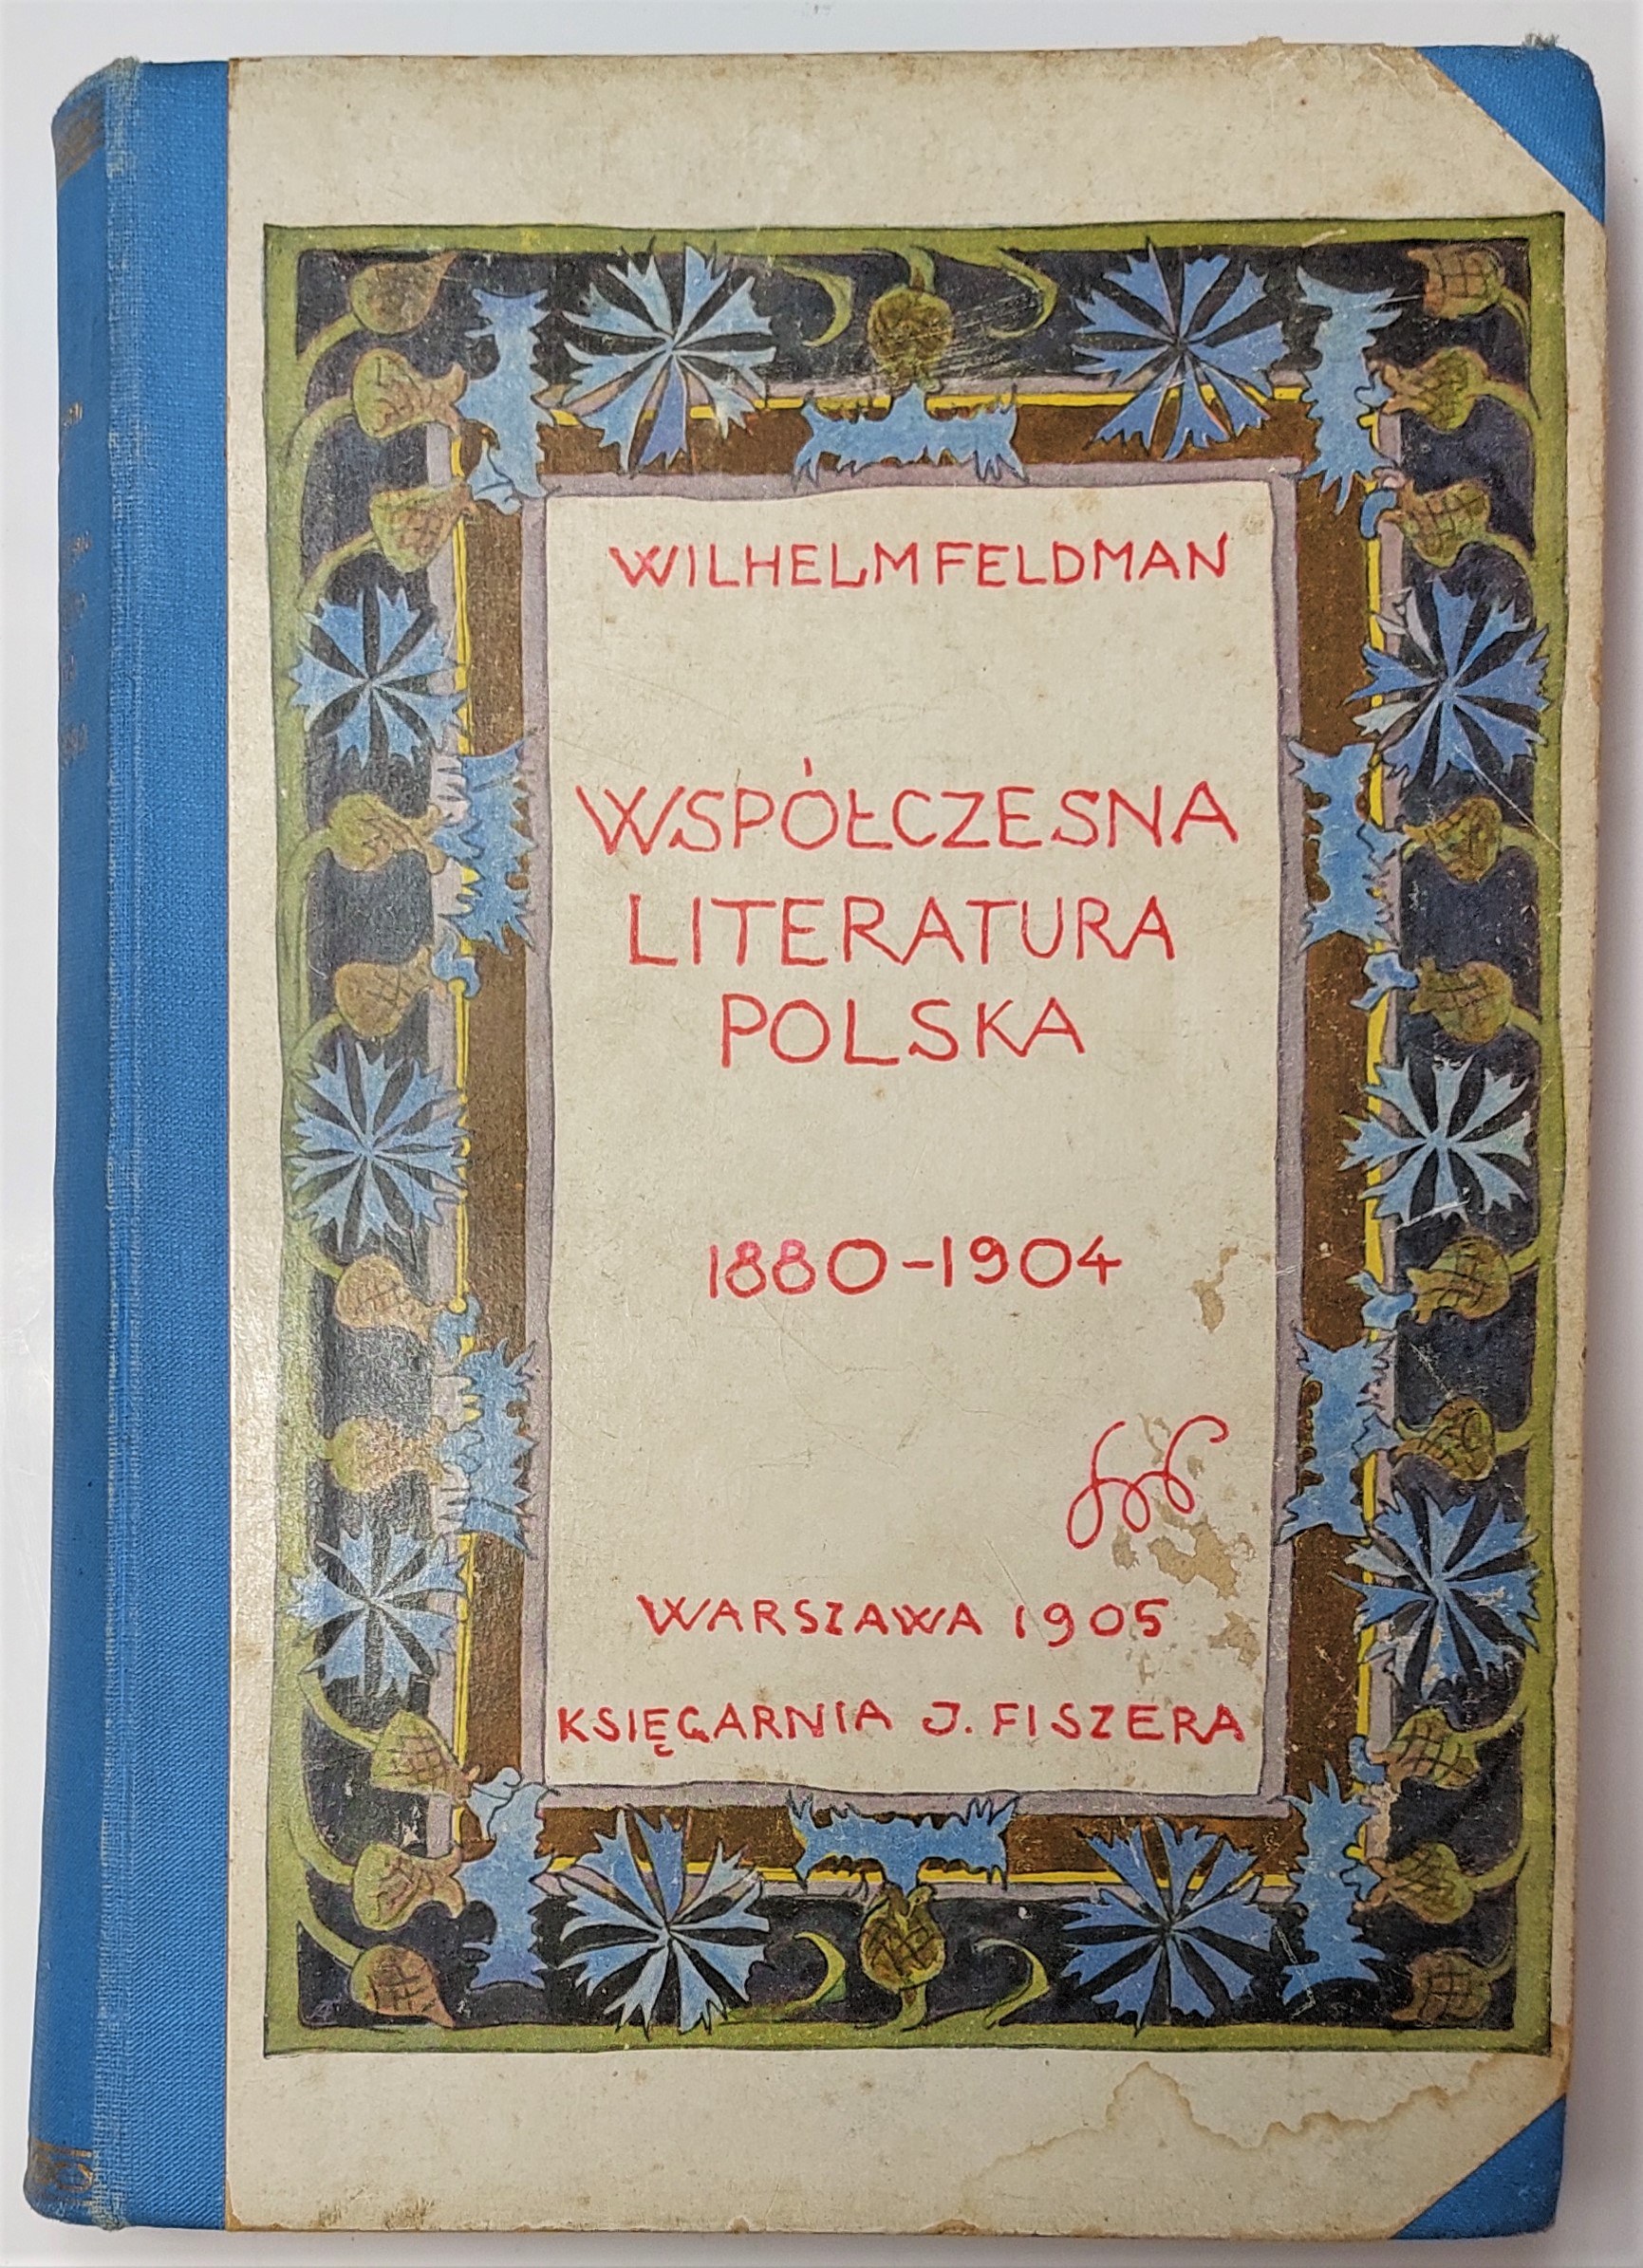 WILHELM FELDMAN
WSPÓŁCZESNA
LITERATURA
POLSKA
1880-1904
WARSZAWA 1905
KSIĘGARNIA J. FISZERA